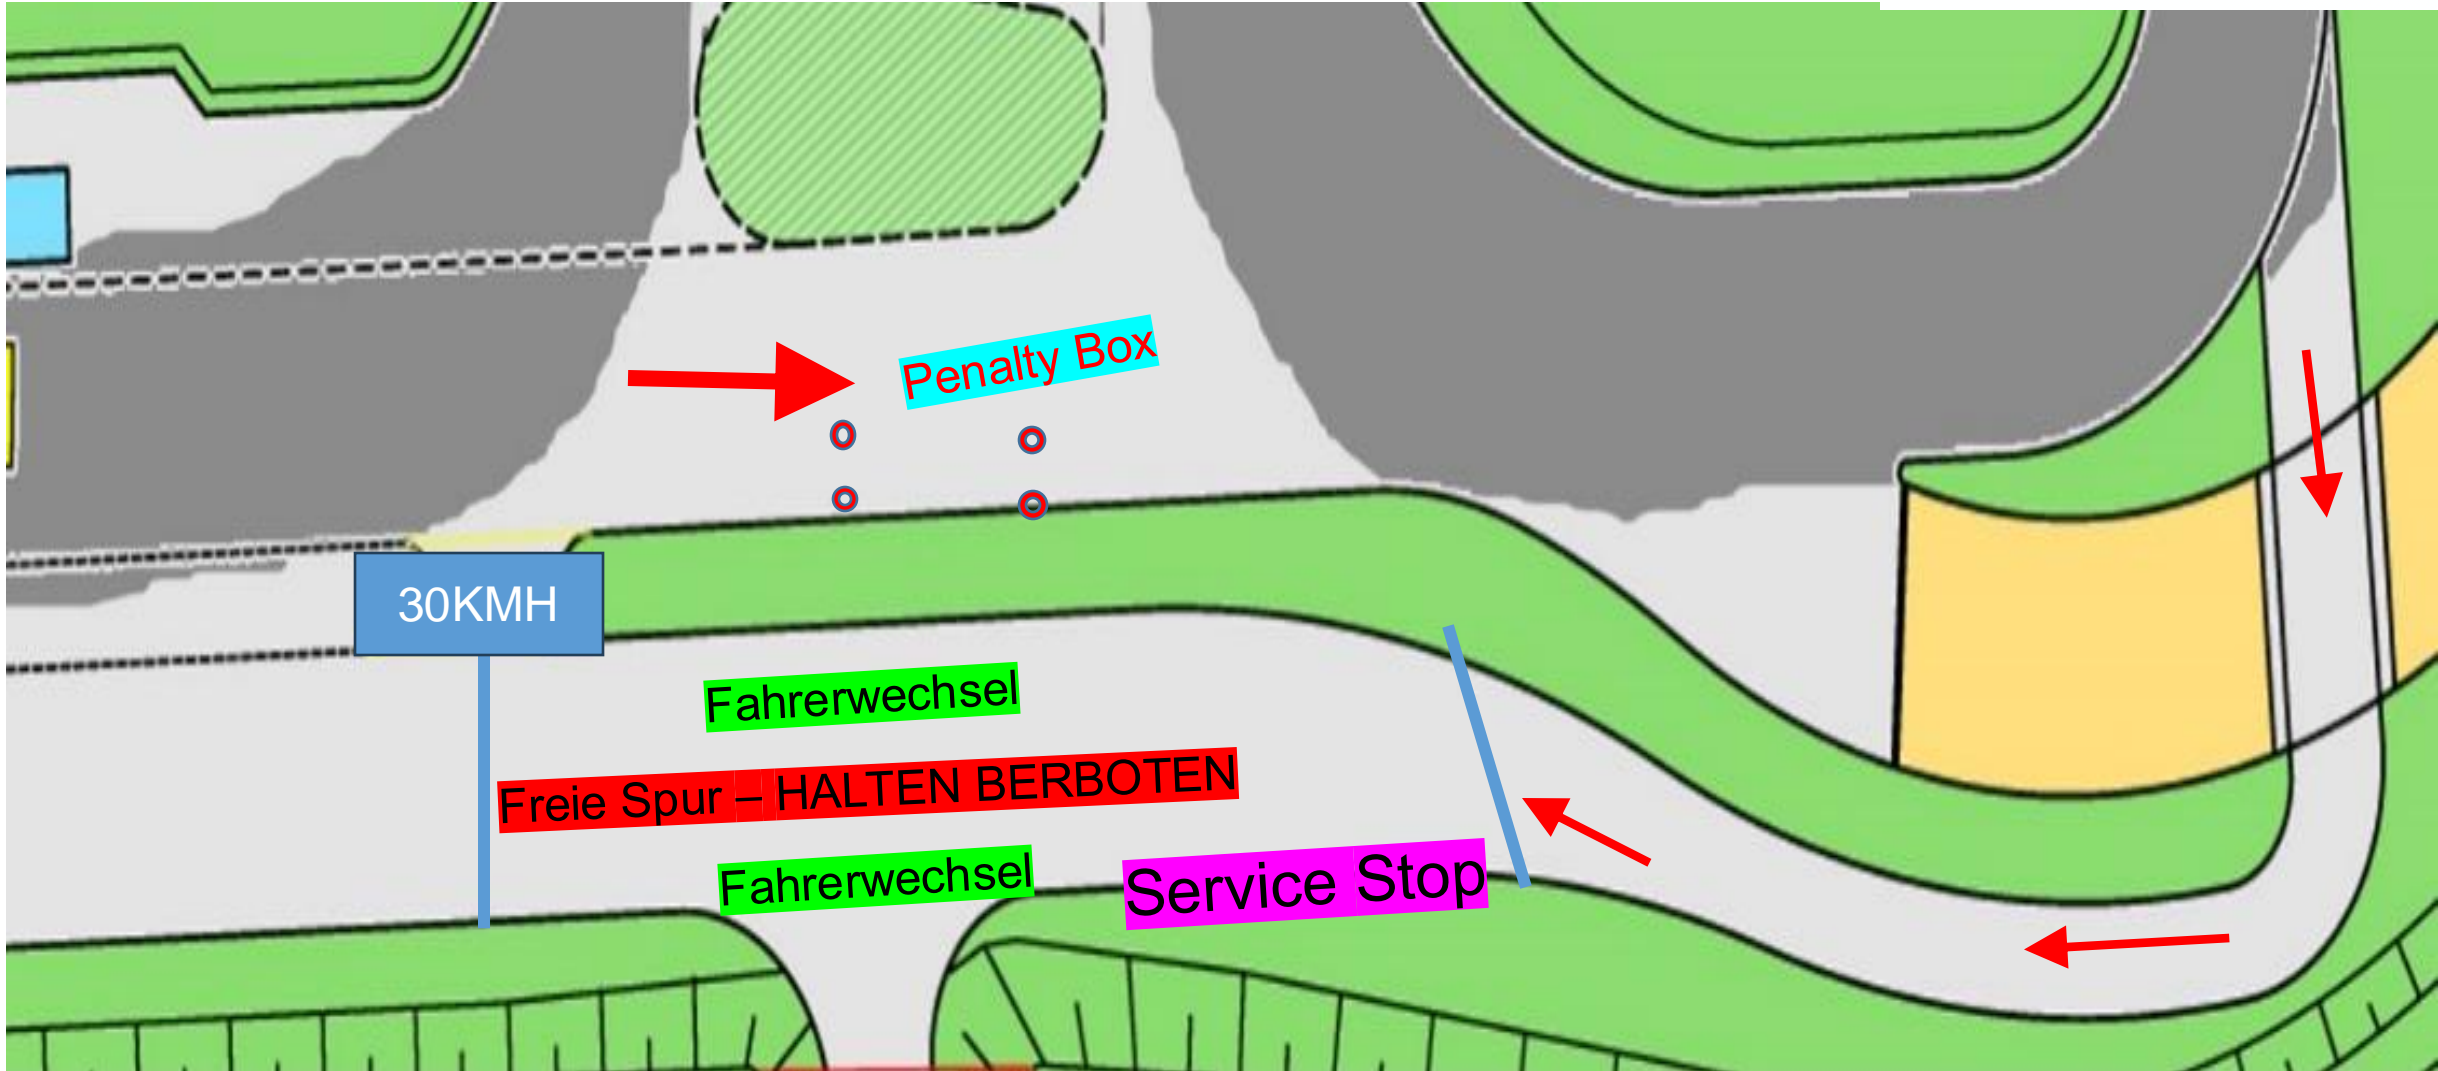 Penalty Box
30KMH
Fahrerwechsel
Freie Spur – HALTEN BERBOTEN
Fahrerwechsel
Service Stop